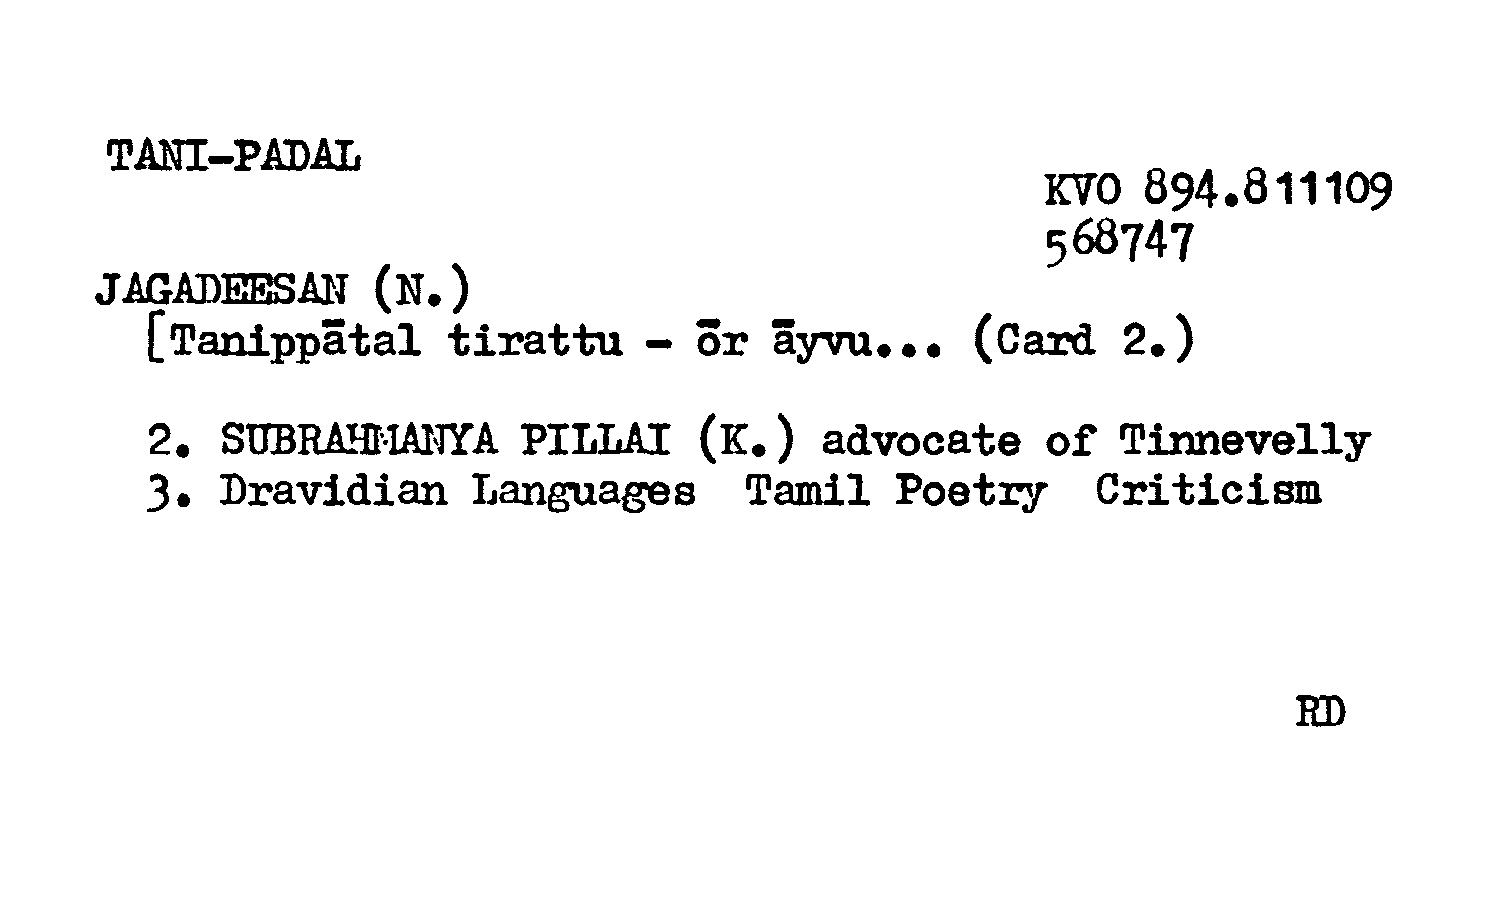 TANI-PADAL
KVO 894.811109
568747
JAGADEESAN (N.)
[Tanippātal tirattu - ōr āyvu... (Card 2.)
2. SUBRAHMANYA PILLAI (K.) advocate of Tinnevelly
3. Dravidian Languages Tamil Poetry Criticism
RD